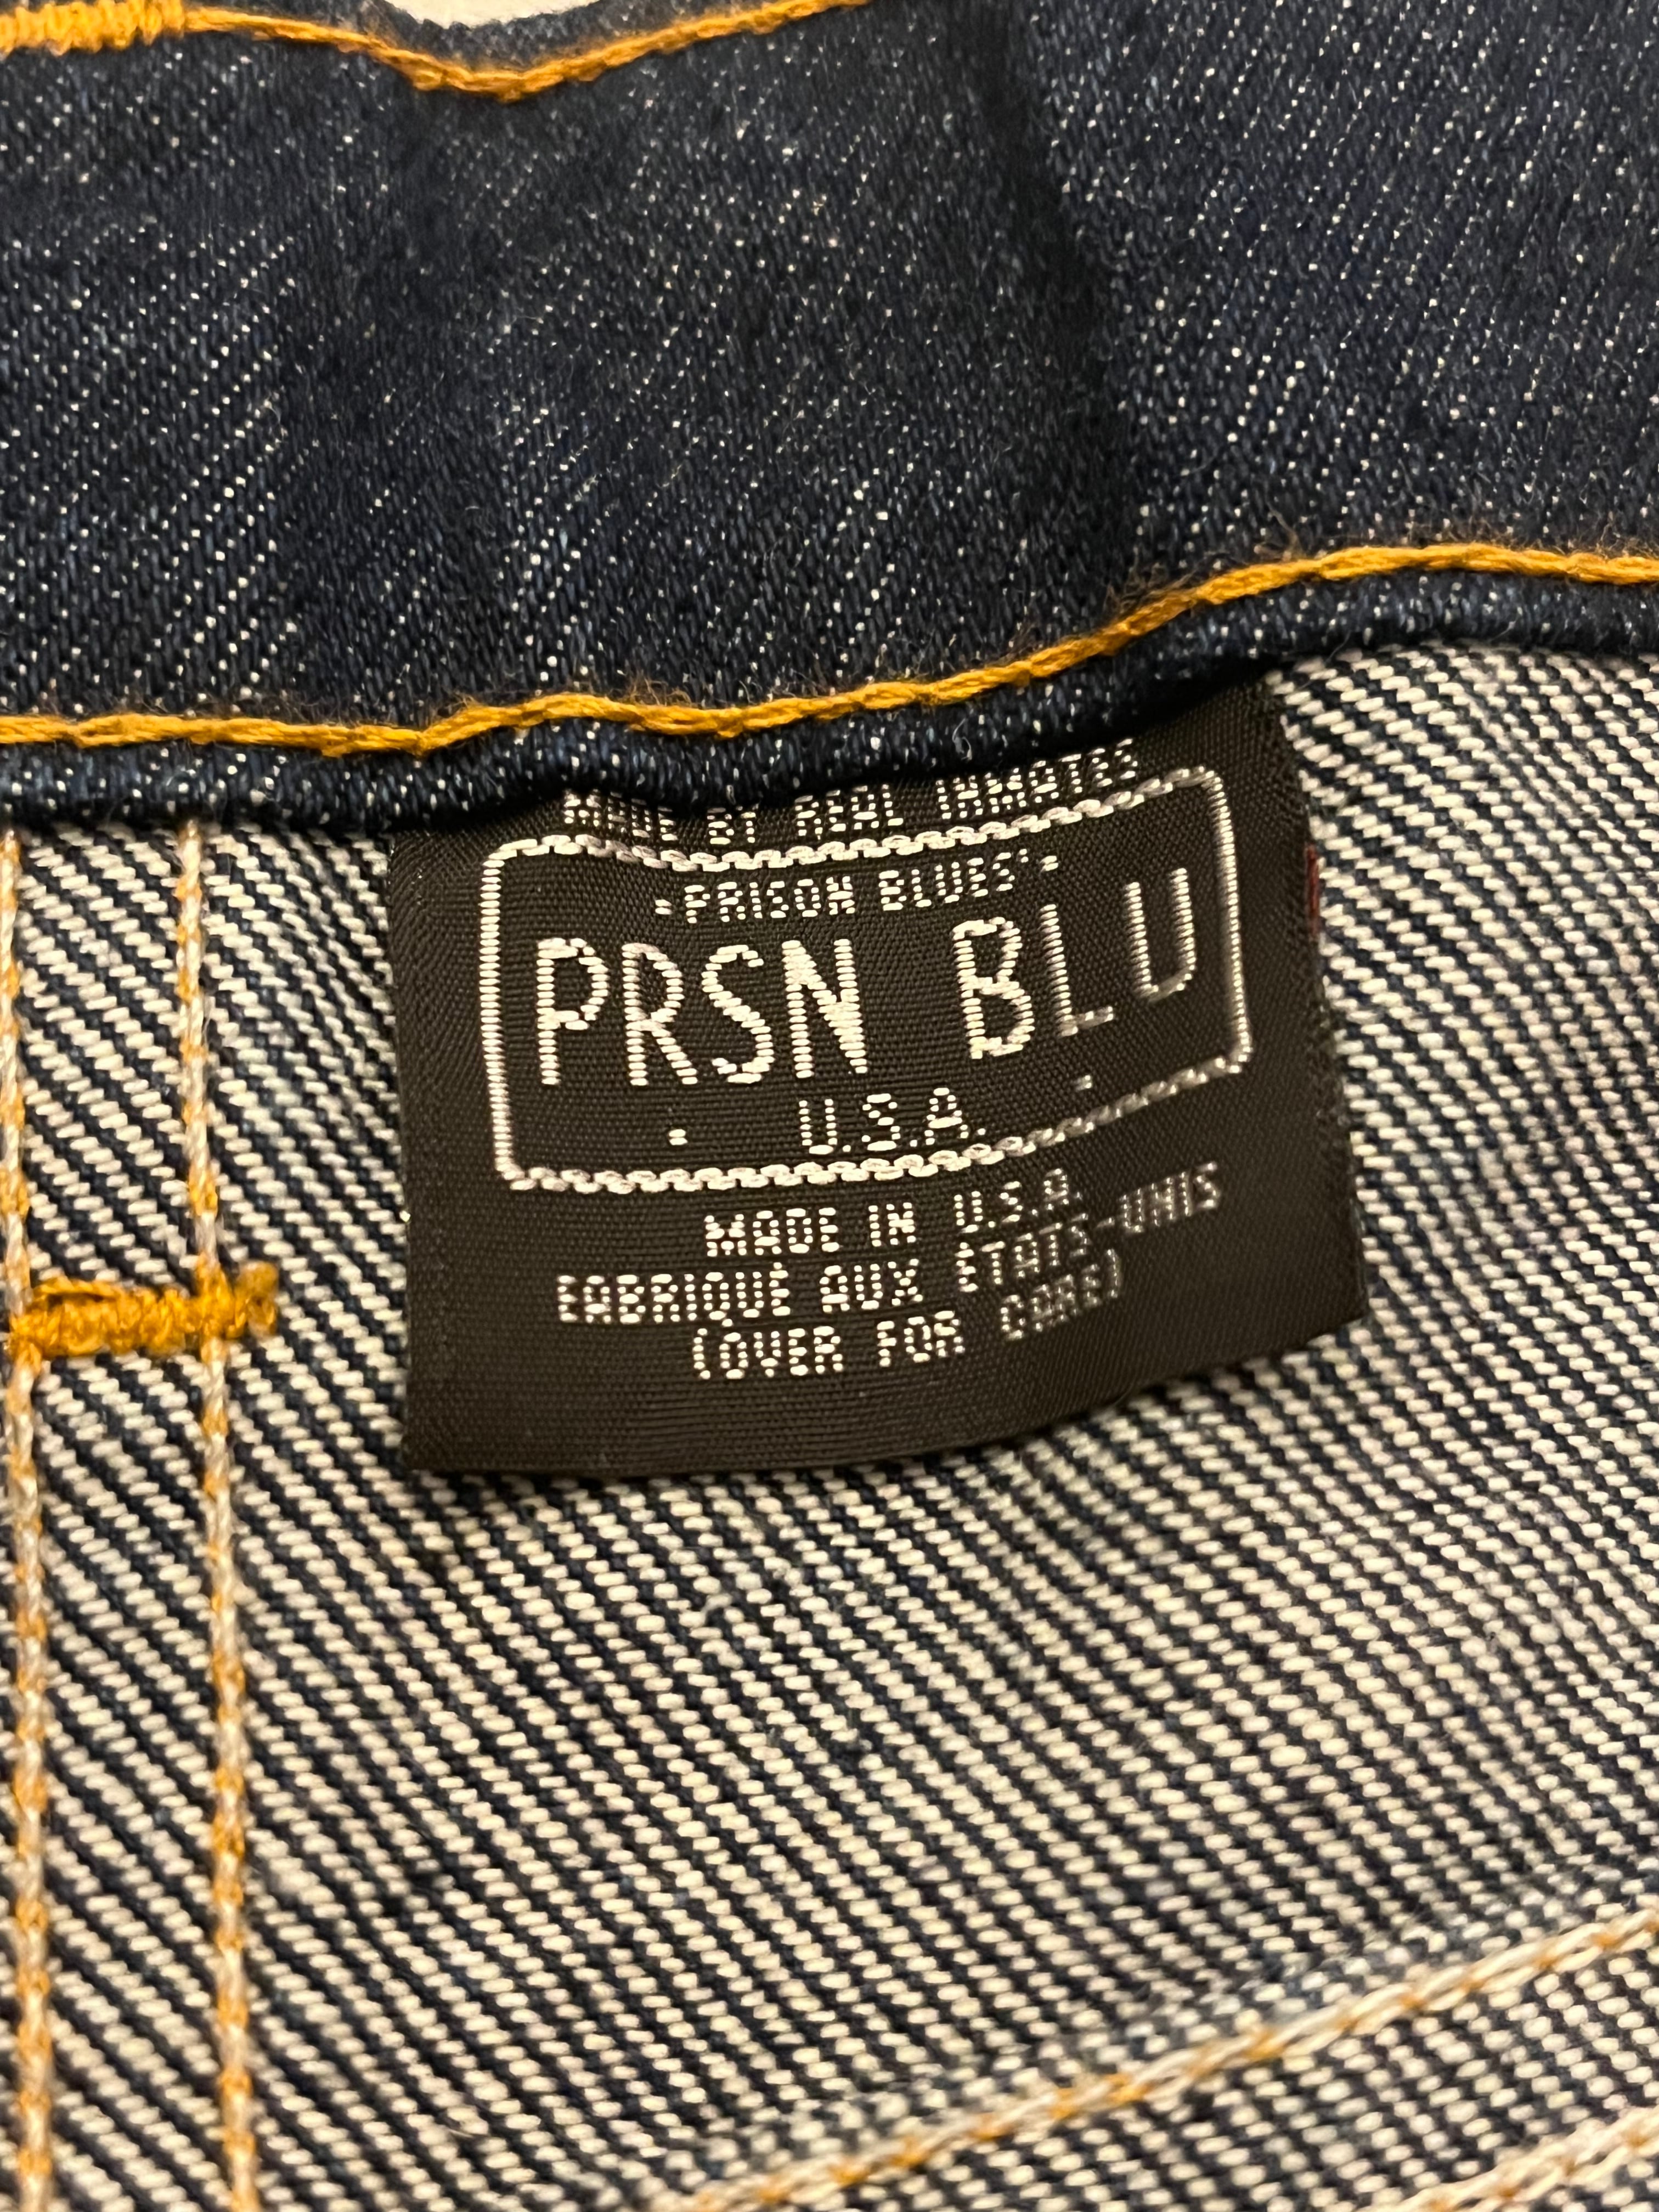 MADE BY REAL INMATES
•PRISON BLUES•
PRSN BLU
• U.S.A. •
MADE IN U.S.A.
FABRIQUÉ AUX ÉTATS-UNIS
(OVER FOR CARE)